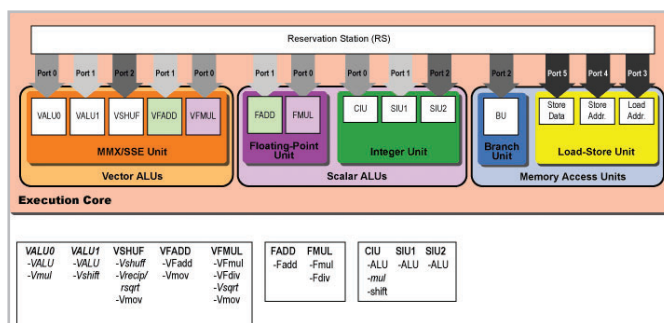 Reservation Station (RS)
Port 0 Port 1 Port 2 Port 1 Port 0 Port 1 Port 0 Port 0 Port 1 Port 2 Port 2 Port 5 Port 4 Port 3
VALU0 VALU1 VSHUF VFADD VFMUL FADD FMUL CIU SIU1 SIU2 BU Store Data Store Addr. Load Addr.
MMX/SSE Unit Floating-Point Unit Integer Unit Branch Unit Load-Store Unit
Vector ALUs Scalar ALUs Memory Access Units
Execution Core
VALU0 VALU1 VSHUF VFADD VFMUL FADD FMUL CIU SIU1 SIU2
-VALU -VALU -Vshuff -VFadd -VFmul -Fadd -Fmul -ALU -ALU -ALU
-Vmul -Vshift -Vrecip/ -Vmov -VFdiv -Fdiv -mul
rsqrt -Vsqrt -shift
-Vmov -Vmov